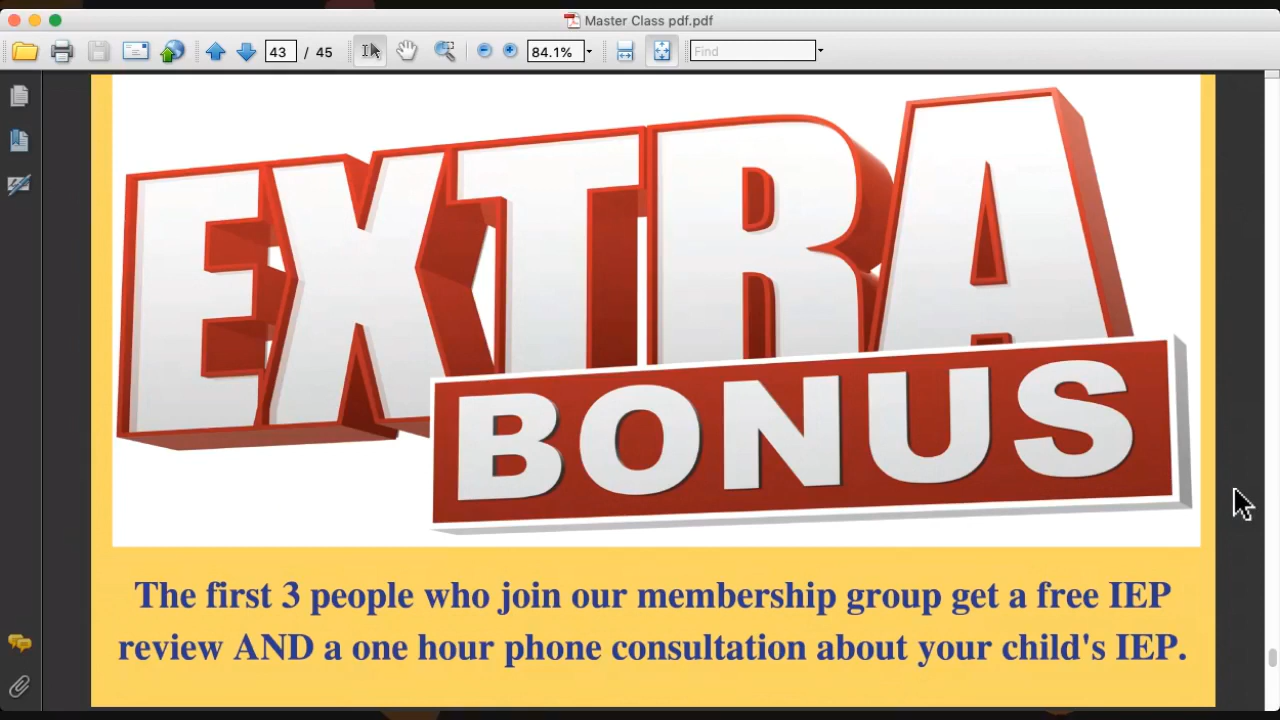 Master Class pdf.pdf
43 / 45
84.1%
Find
EXTRA
BONUS
The first 3 people who join our membership group get a free IEP
review AND a one hour phone consultation about your child's IEP.